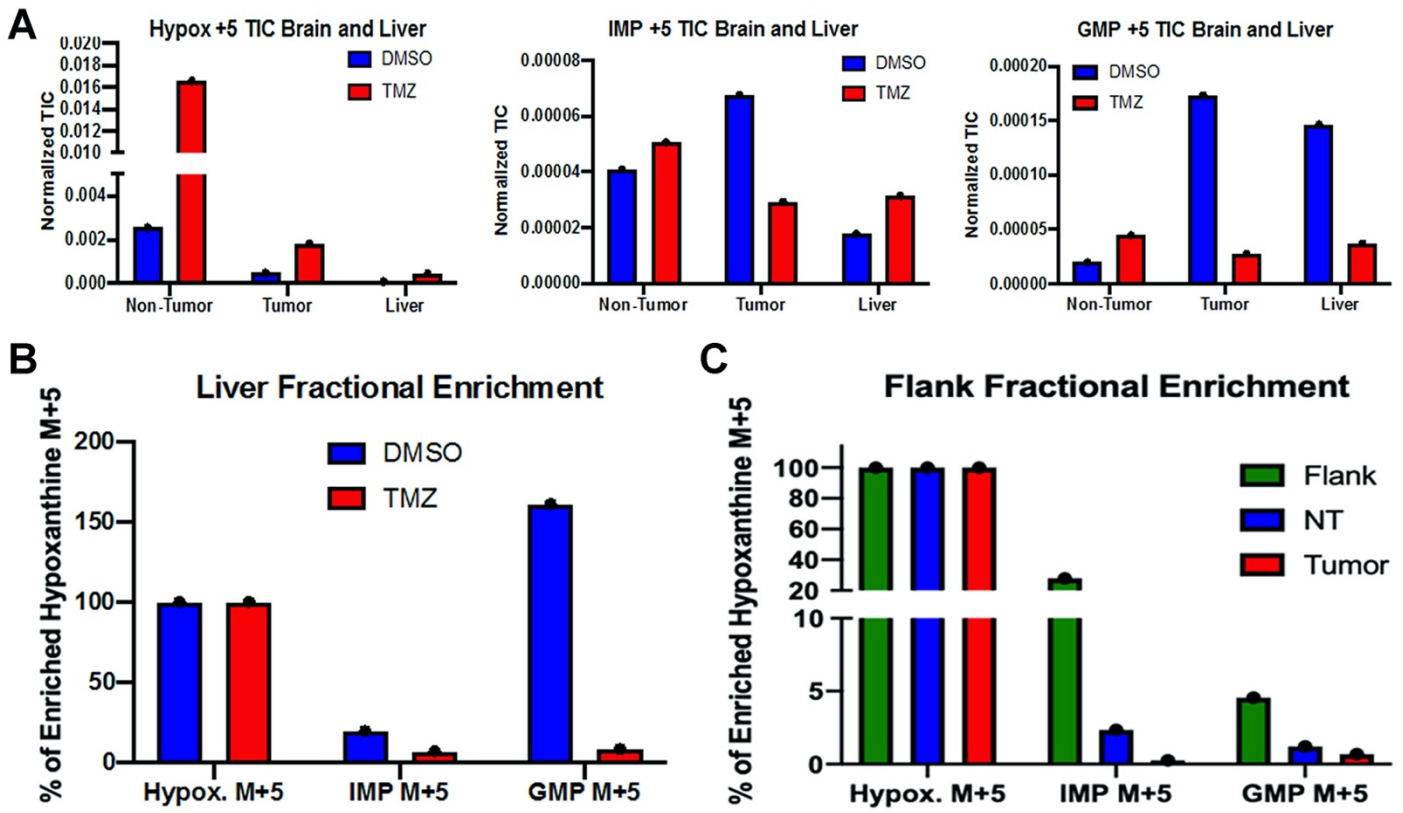 A
Hypox +5 TIC Brain and Liver
Normalized TIC
0.020
0.018
0.016
0.014
0.012
0.010
0.004
0.002
0.000
DMSO
TMZ
Non-Tumor Tumor Liver
IMP +5 TIC Brain and Liver
Normalized TIC
0.00008
0.00006
0.00004
0.00002
0.00000
DMSO
TMZ
Non-Tumor Tumor Liver
GMP +5 TIC Brain and Liver
Normalized TIC
0.00020
0.00015
0.00010
0.00005
0.00000
DMSO
TMZ
Non-Tumor Tumor Liver
B
Liver Fractional Enrichment
% of Enriched Hypoxanthine M+5
200
150
100
50
0
DMSO
TMZ
Hypox. M+5 IMP M+5 GMP M+5
C
Flank Fractional Enrichment
% of Enriched Hypoxanthine M+5
100
80
60
40
20
10
5
0
Flank
NT
Tumor
Hypox. M+5 IMP M+5 GMP M+5